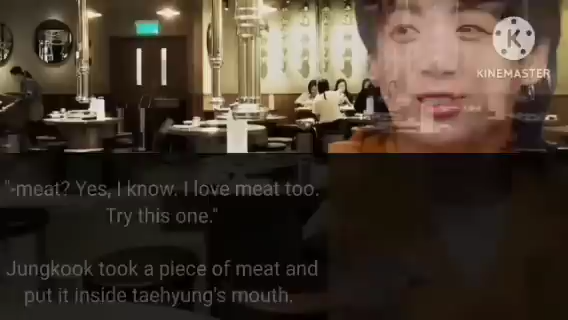 KINEMASTER
"-meat? Yes, I know. I love meat too.
Try this one."
Jungkook took a piece of meat and
put it inside taehyung's mouth.